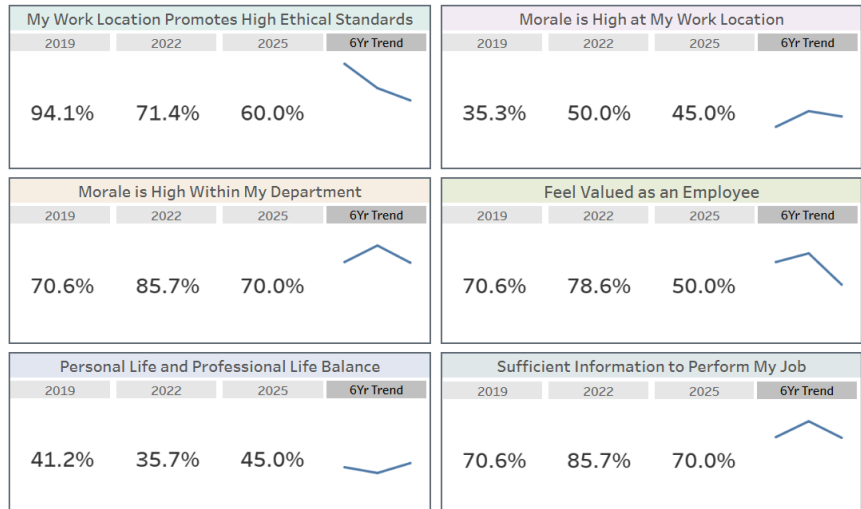 My Work Location Promotes High Ethical Standards
2019 2022 2025 6Yr Trend
94.1% 71.4% 60.0%
Morale is High at My Work Location
2019 2022 2025 6Yr Trend
35.3% 50.0% 45.0%
Morale is High Within My Department
2019 2022 2025 6Yr Trend
70.6% 85.7% 70.0%
Feel Valued as an Employee
2019 2022 2025 6Yr Trend
70.6% 78.6% 50.0%
Personal Life and Professional Life Balance
2019 2022 2025 6Yr Trend
41.2% 35.7% 45.0%
Sufficient Information to Perform My Job
2019 2022 2025 6Yr Trend
70.6% 85.7% 70.0%